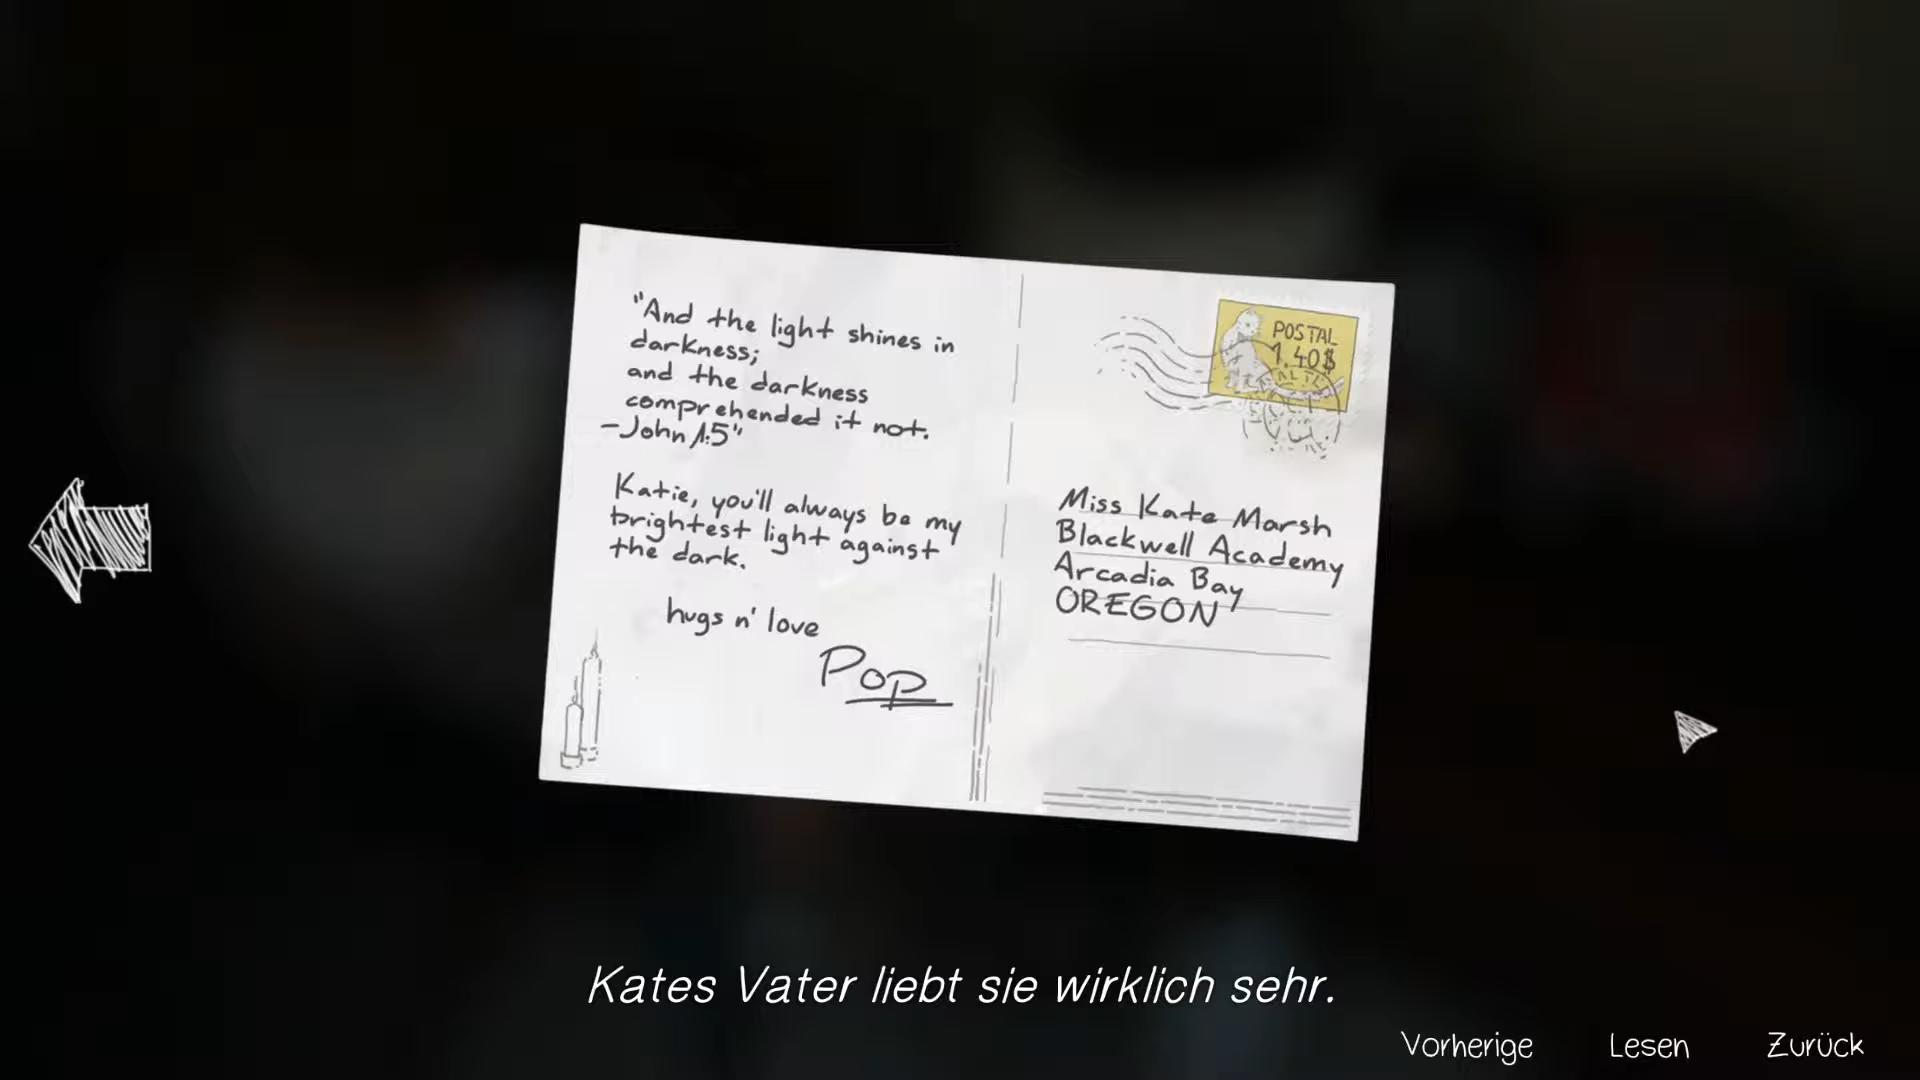 "And the light shines in
darkness;
and the darkness
comprehended it not.
-John 1:5"
Katie, you'll always be my
brightest light against
the dark.
hugs n' love
Pop
POSTAL
1.40$
Miss Kate Marsh
Blackwell Academy
Arcadia Bay
OREGON
Kates Vater liebt sie wirklich sehr.
Vorherige Lesen Zurück